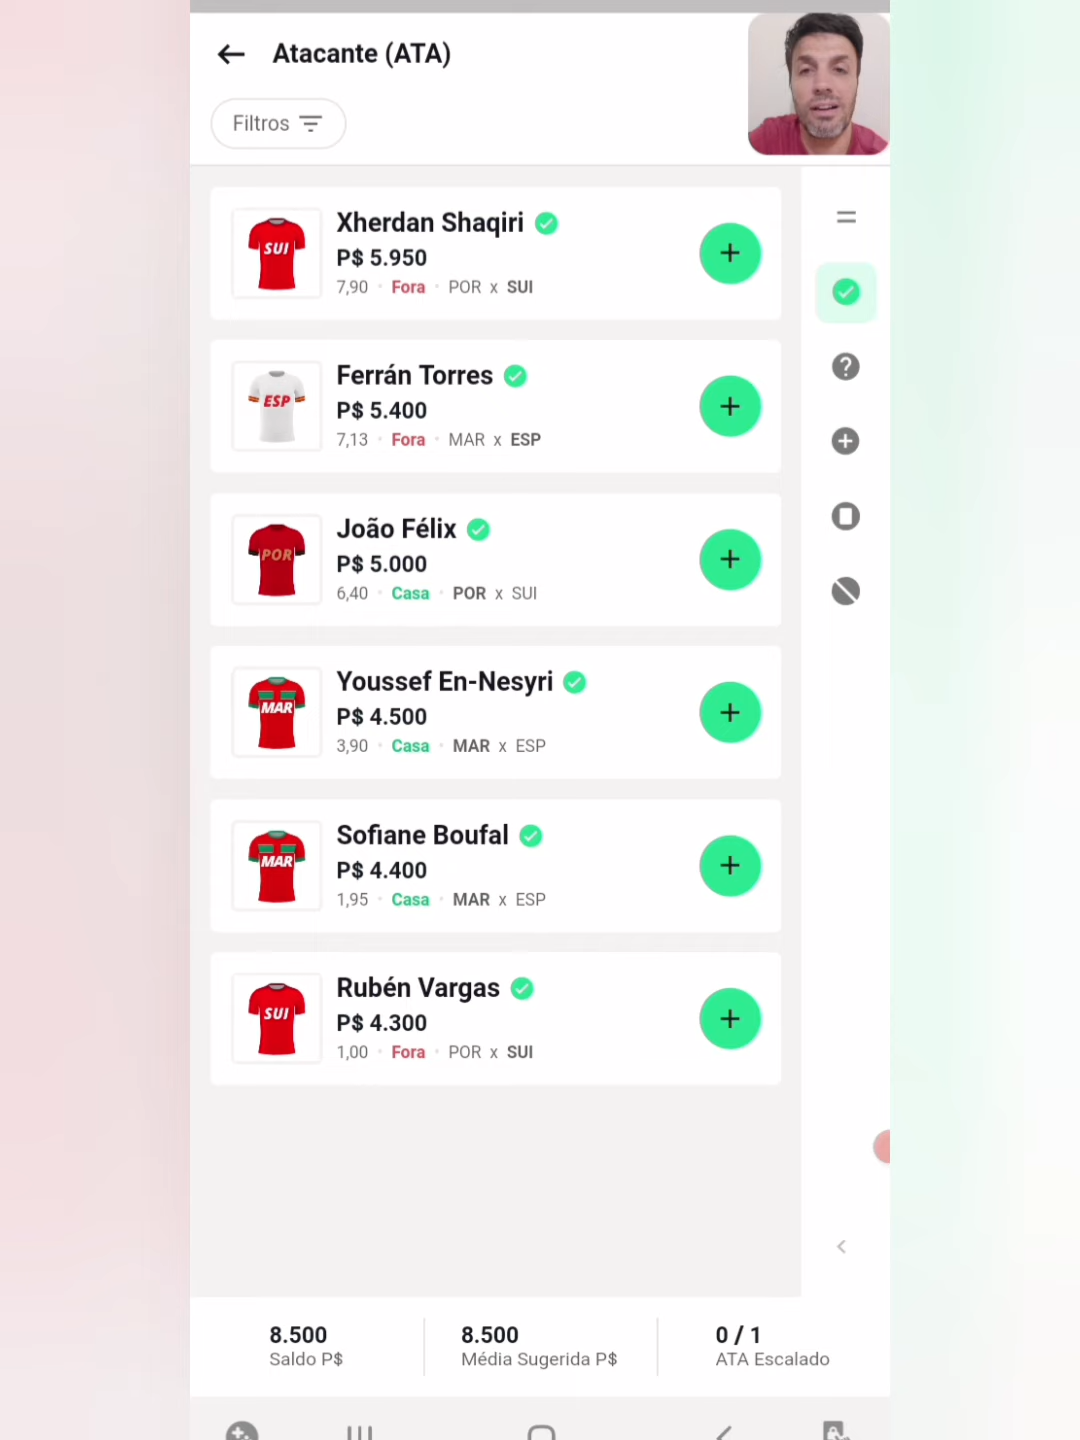 Atacante (ATA)
Filtros
SUI
Xherdan Shaqiri
P$ 5.950
7,90 · Fora · POR x SUI
+
ESP
Ferrán Torres
P$ 5.400
7,13 · Fora · MAR x ESP
+
POR
João Félix
P$ 5.000
6,40 · Casa · POR x SUI
+
MAR
Youssef En-Nesyri
P$ 4.500
3,90 · Casa · MAR x ESP
+
MAR
Sofiane Boufal
P$ 4.400
1,95 · Casa · MAR x ESP
+
SUI
Rubén Vargas
P$ 4.300
1,00 · Fora · POR x SUI
+
8.500 8.500 0 / 1
Saldo P$ Média Sugerida P$ ATA Escalado